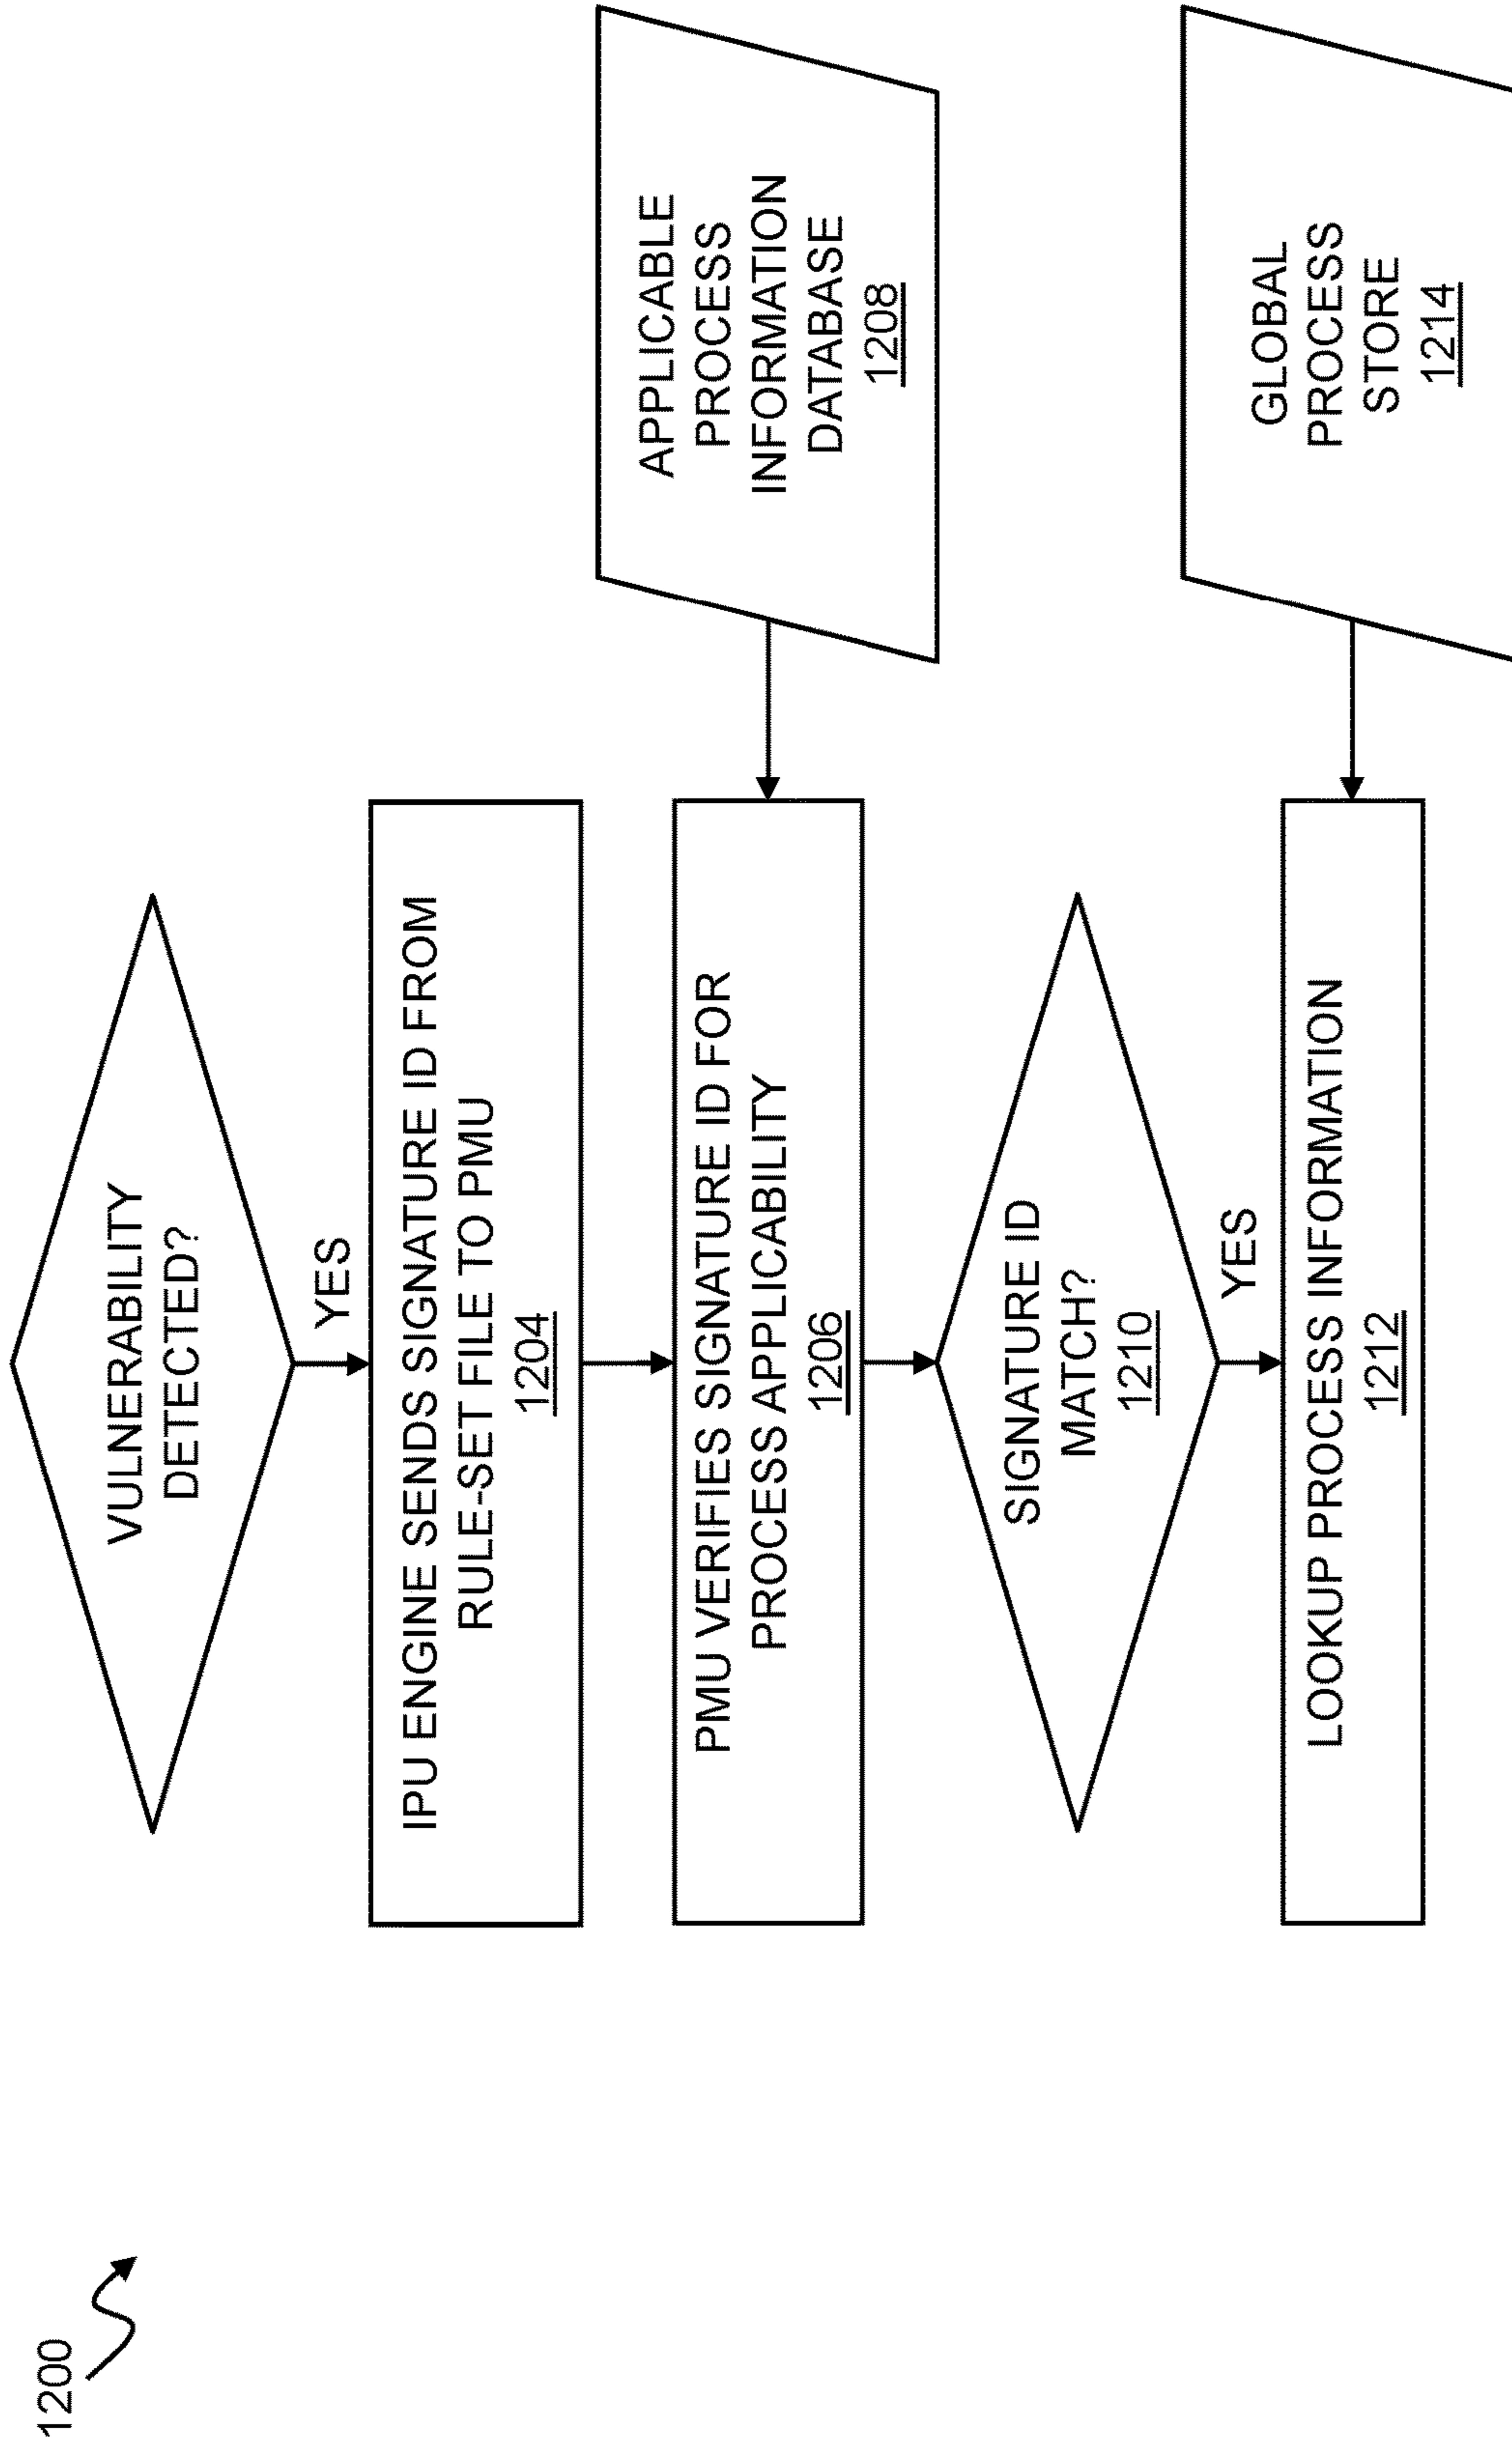 1200
VULNERABILITY
DETECTED?
YES
IPU ENGINE SENDS SIGNATURE ID FROM
RULE-SET FILE TO PMU
1204
PMU VERIFIES SIGNATURE ID FOR
PROCESS APPLICABILITY
1206
APPLICABLE
PROCESS
INFORMATION
DATABASE
1208
SIGNATURE ID
MATCH?
1210
YES
LOOKUP PROCESS INFORMATION
1212
GLOBAL
PROCESS
STORE
1214